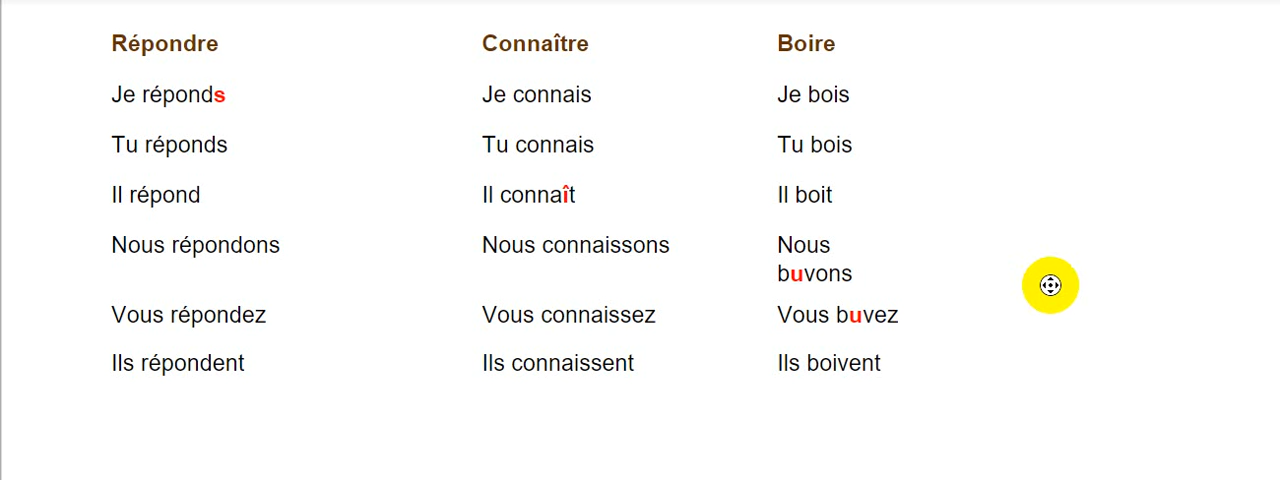 Répondre Connaître Boire
Je réponds Je connais Je bois
Tu réponds Tu connais Tu bois
Il répond Il connaît Il boit
Nous répondons Nous connaissons Nous
buvons
Vous répondez Vous connaissez Vous buvez
Ils répondent Ils connaissent Ils boivent